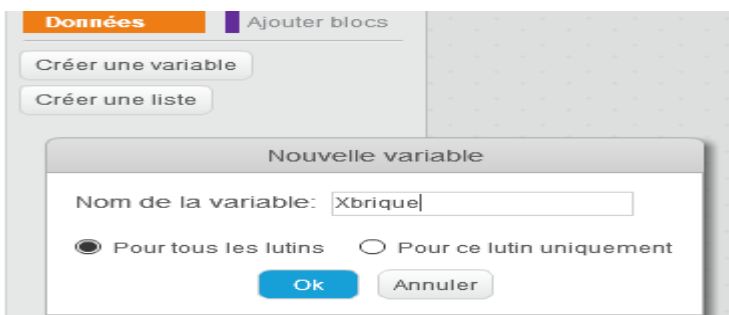 Données Ajouter blocs
Créer une variable
Créer une liste
Nouvelle variable
Nom de la variable: Xbrique
Pour tous les lutins Pour ce lutin uniquement
Ok Annuler